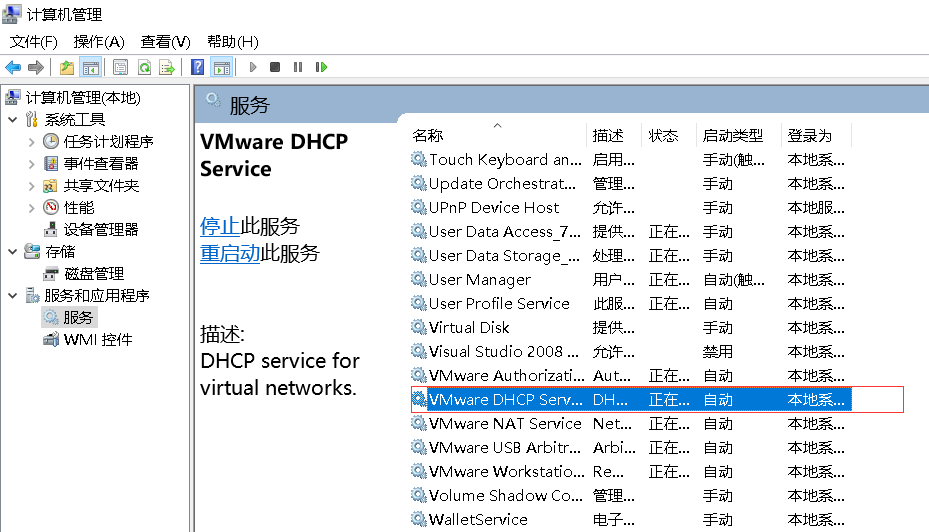 计算机管理
文件(F) 操作(A) 查看(V) 帮助(H)
计算机管理(本地)
系统工具
任务计划程序
事件查看器
共享文件夹
性能
设备管理器
存储
磁盘管理
服务和应用程序
服务
WMI 控件
服务
VMware DHCP
Service
停止此服务
重启动此服务
描述:
DHCP service for
virtual networks.
名称 描述 状态 启动类型 登录为
Touch Keyboard an... 启用... 手动(触... 本地系...
Update Orchestrat... 管理... 手动 本地系...
UPnP Device Host 允许... 手动 本地服...
User Data Access_7... 提供... 正在... 手动 本地系...
User Data Storage_... 处理... 正在... 手动 本地系...
User Manager 用户... 正在... 自动(触... 本地系...
User Profile Service 此服... 正在... 自动 本地系...
Virtual Disk 提供... 手动 本地系...
Visual Studio 2008 ... 允许... 禁用 本地系...
VMware Authorizati... Aut... 正在... 自动 本地系...
VMware DHCP Serv... DH... 正在... 自动 本地系...
VMware NAT Service Net... 正在... 自动 本地系...
VMware USB Arbitr... Arbi... 正在... 自动 本地系...
VMware Workstatio... Re... 正在... 自动 本地系...
Volume Shadow Co... 管理... 手动 本地系...
WalletService 电子... 手动 本地系...